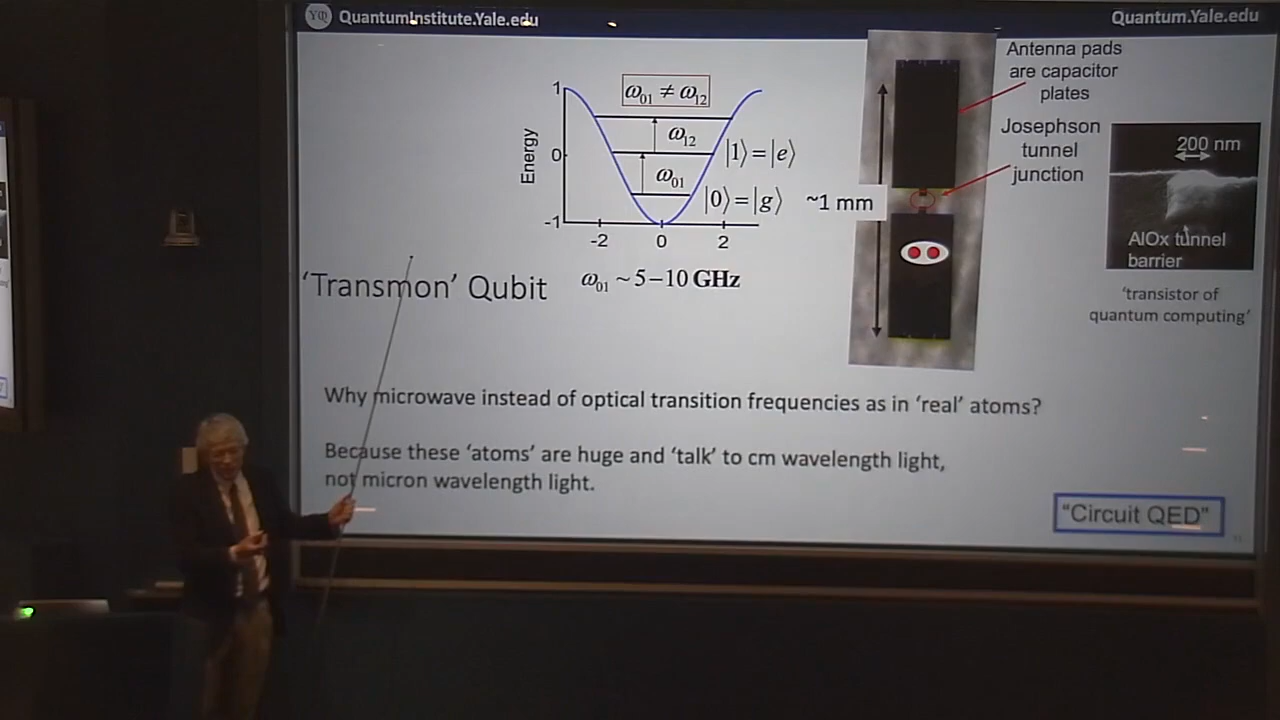 YΦ QuantumInstitute.Yale.edu
Quantum.Yale.edu
ω01 ≠ ω12
Energy
1
0
-1
-2 0 2
ω12
ω01
|1⟩=|e⟩
|0⟩=|g⟩
~1 mm
Antenna pads
are capacitor
plates
Josephson
tunnel
junction
200 nm
AlOx tunnel
barrier
'transistor of
quantum computing'
'Transmon' Qubit
ω01 ~ 5–10 GHz
Why microwave instead of optical transition frequencies as in 'real' atoms?
Because these 'atoms' are huge and 'talk' to cm wavelength light,
not micron wavelength light.
"Circuit QED"